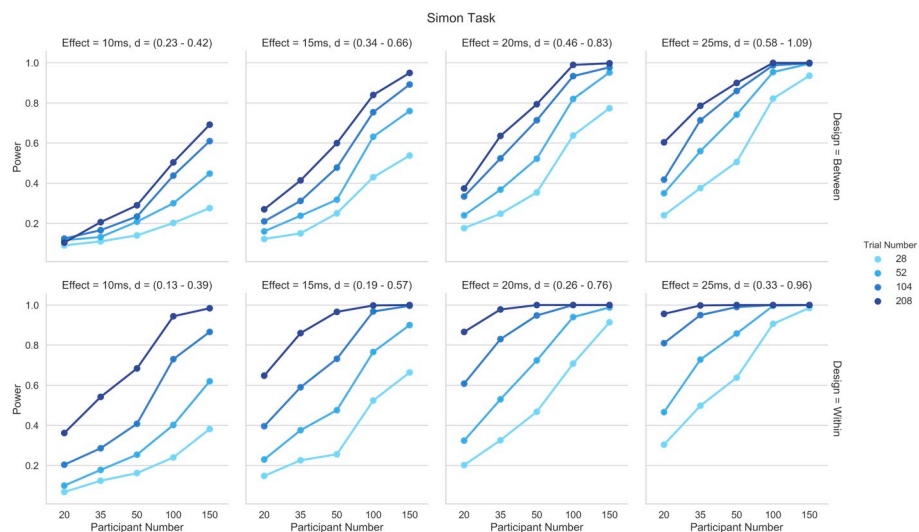 Simon Task
Effect = 10ms, d = (0.23 - 0.42)
Effect = 15ms, d = (0.34 - 0.66)
Effect = 20ms, d = (0.46 - 0.83)
Effect = 25ms, d = (0.58 - 1.09)
1.0
0.8
0.6
0.4
0.2
Power
Design = Between
Trial Number
28
52
104
208
Effect = 10ms, d = (0.13 - 0.39)
Effect = 15ms, d = (0.19 - 0.57)
Effect = 20ms, d = (0.26 - 0.76)
Effect = 25ms, d = (0.33 - 0.96)
1.0
0.8
0.6
0.4
0.2
Power
Design = Within
20 35 50 100 150
20 35 50 100 150
20 35 50 100 150
20 35 50 100 150
Participant Number
Participant Number
Participant Number
Participant Number